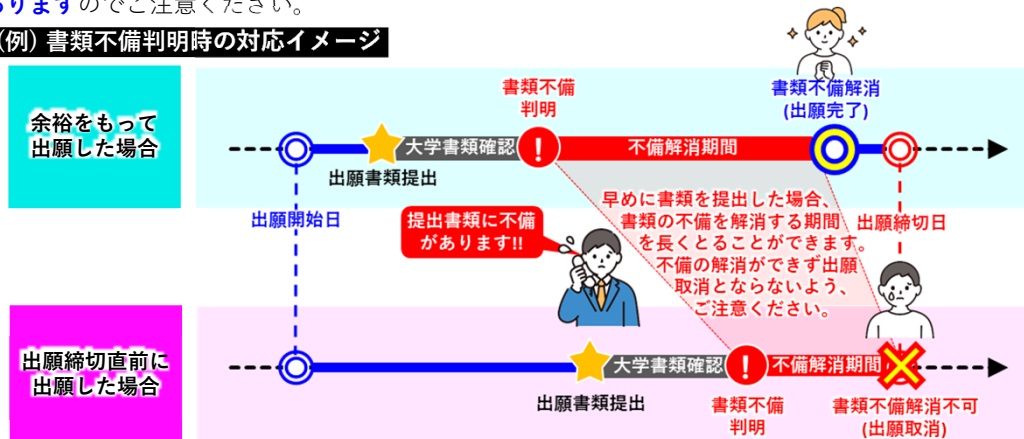 ありますのでご注意ください。
(例) 書類不備判明時の対応イメージ
余裕をもって
出願した場合
書類不備
判明
書類不備解消
(出願完了)
大学書類確認
!
不備解消期間
出願書類提出
出願開始日
提出書類に不備
があります!!
早めに書類を提出した場合、
書類の不備を解消する期間
を長くとることができます。
不備の解消ができず出願
取消とならないよう、
ご注意ください。
出願締切日
出願締切直前に
出願した場合
大学書類確認
!
不備解消期間
出願書類提出
書類不備
判明
書類不備解消不可
(出願取消)